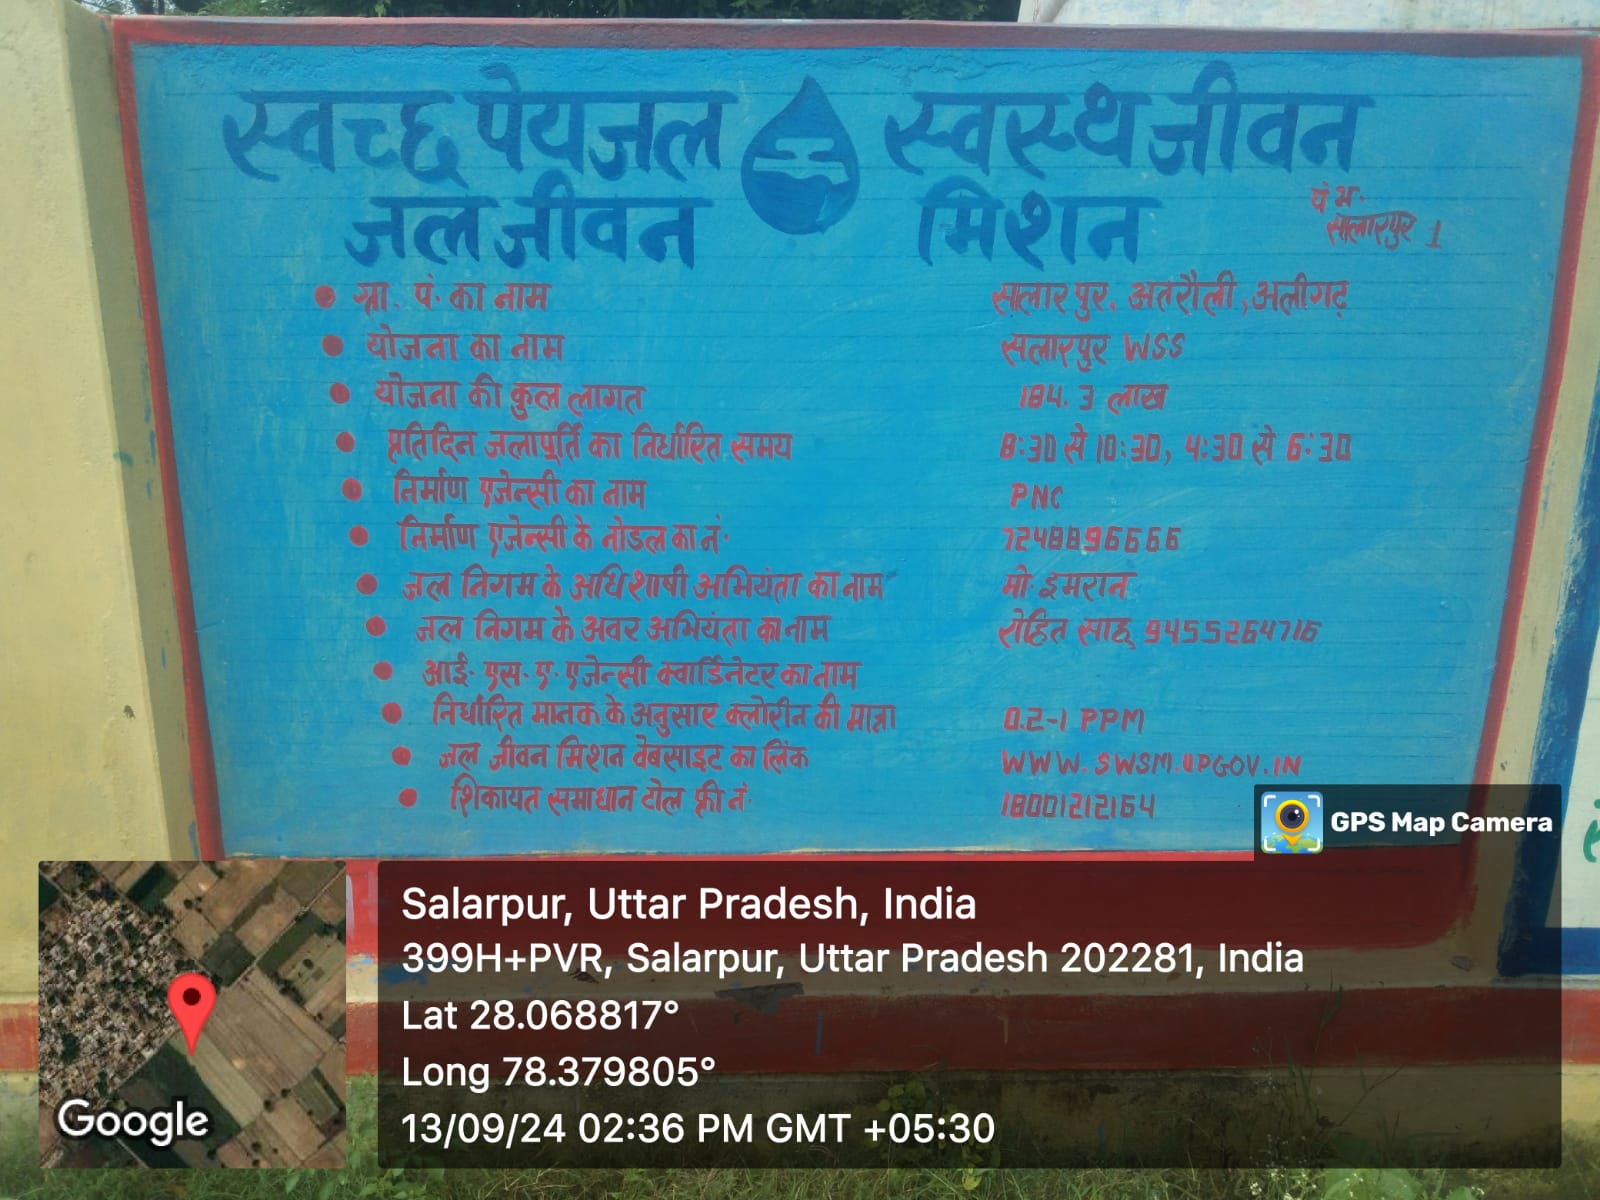 स्वच्छ पेयजल स्वस्थ जीवन
जल जीवन मिशन
पं भ.
सालारपुर 1
ग्रा. पं. का नाम सालारपुर, अतरौली, अलीगढ़
योजना का नाम सलारपुर WSS
योजना की कुल लागत 184.3 लाख
प्रतिदिन जलापूर्ति का निर्धारित समय 8:30 से 10:30, 4:30 से 6:30
निर्माण एजेन्सी का नाम PNC
निर्माण एजेन्सी के नोडल का नं. 7248896666
जल निगम के अधिशाषी अभियंता का नाम मो. इमरान
जल निगम के अवर अभियंता का नाम रोहित साहू 9455264716
आई. एस. ए. एजेन्सी क्वार्डिनेटर का नाम
निर्धारित मानक के अनुसार क्लोरीन की मात्रा 0.2-1 PPM
जल जीवन मिशन वेबसाइट का लिंक WWW.SWSM.UPGOV.IN
शिकायत समाधान टोल फ्री नं. 18001212164
GPS Map Camera
Salarpur, Uttar Pradesh, India
399H+PVR, Salarpur, Uttar Pradesh 202281, India
Lat 28.068817°
Long 78.379805°
13/09/24 02:36 PM GMT +05:30
Google